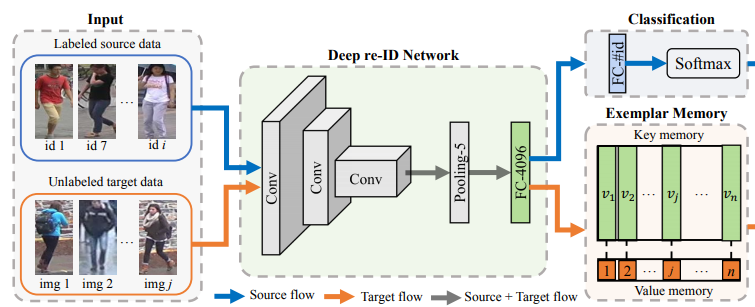 Input
Labeled source data
id 1 id 7 ... id i
Unlabeled target data
img 1 img 2 ... img j
Deep re-ID Network
Conv
Conv
Conv
Pooling-5
FC-4096
Classification
FC-#id
Softmax
Exemplar Memory
Key memory
v₁ v₂ ... vⱼ ... vₙ
1 2 ... j ... n
Value memory
Source flow Target flow Source + Target flow